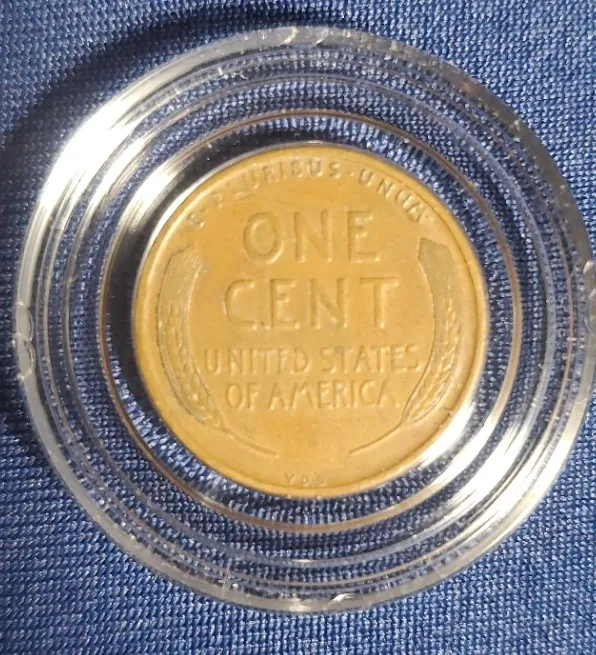 E·PLURIBUS·UNUM
ONE
CENT
UNITED STATES
OF AMERICA
VDB